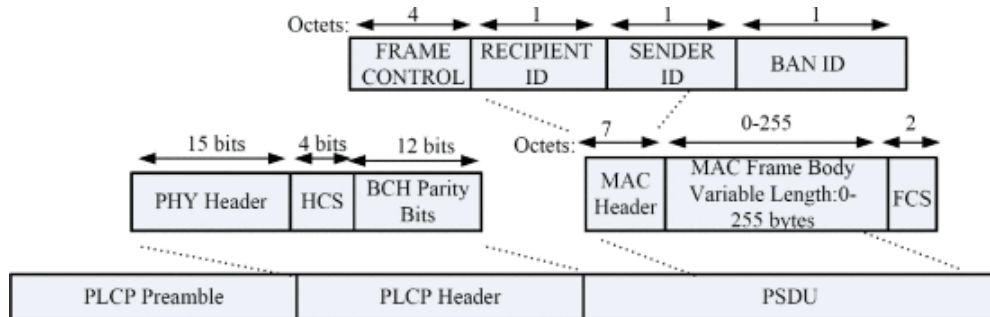 Octets: 4 1 1 1
FRAME CONTROL RECIPIENT ID SENDER ID BAN ID
15 bits 4 bits 12 bits
PHY Header HCS BCH Parity Bits
Octets: 7 0-255 2
MAC Header MAC Frame Body Variable Length:0-255 bytes FCS
PLCP Preamble PLCP Header PSDU